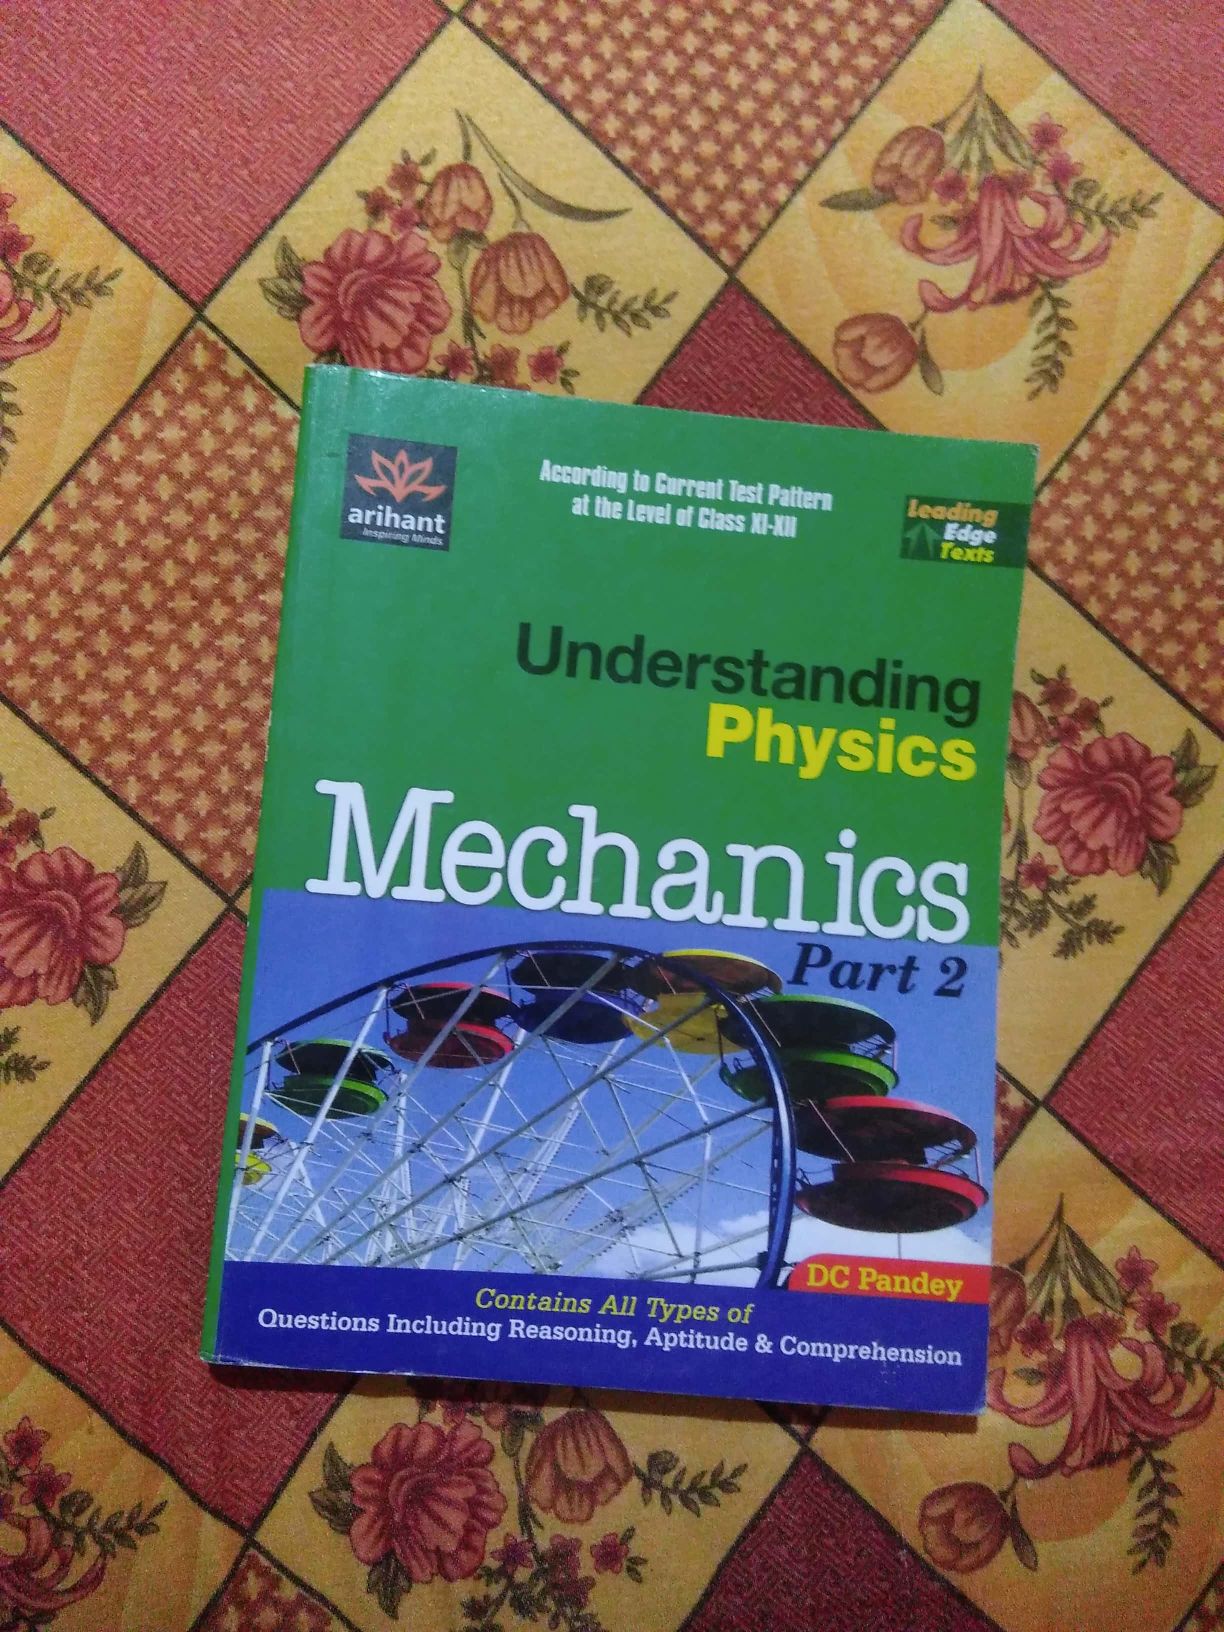 arihant
Inspiring Minds
According to Current Test Pattern
at the Level of Class XI-XII
Leading
Edge
Texts
Understanding
Physics
Mechanics
Part 2
DC Pandey
Contains All Types of
Questions Including Reasoning, Aptitude & Comprehension